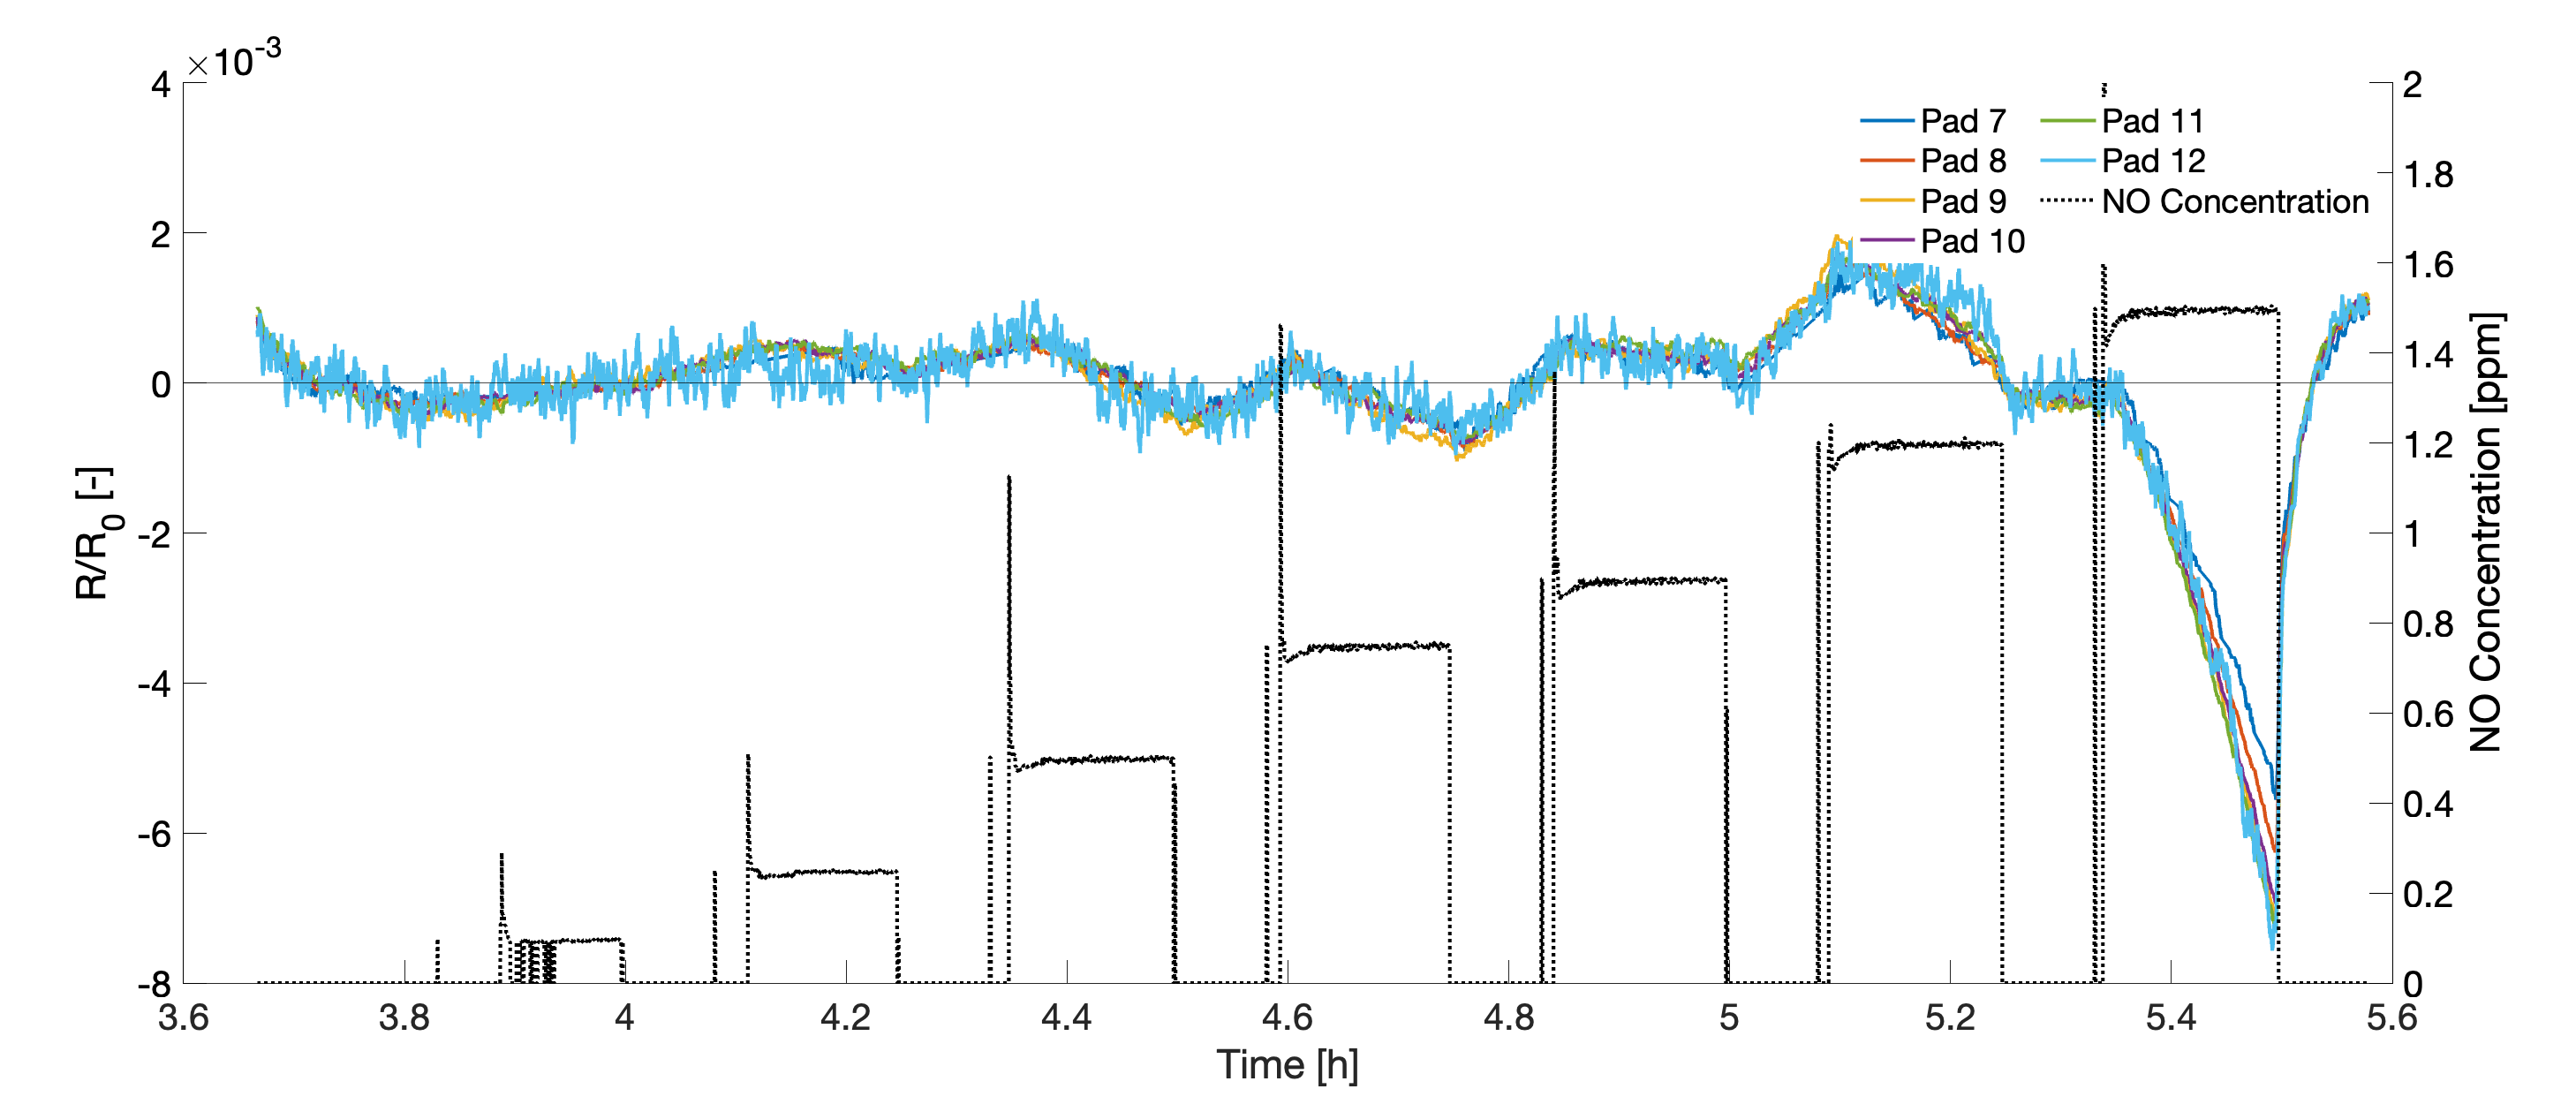 ×10-3
4
2
0
-2
-4
-6
-8
R/R0 [-]
2
1.8
1.6
1.4
1.2
1
0.8
0.6
0.4
0.2
0
NO Concentration [ppm]
Pad 7
Pad 8
Pad 9
Pad 10
Pad 11
Pad 12
NO Concentration
3.6 3.8 4 4.2 4.4 4.6 4.8 5 5.2 5.4 5.6
Time [h]